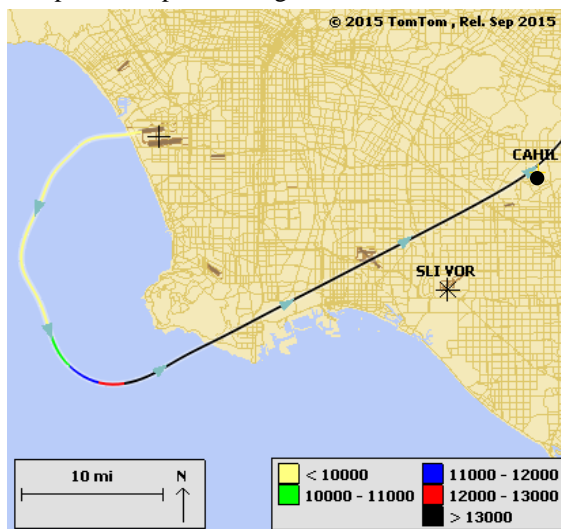 © 2015 TomTom , Rel. Sep 2015
CAHIL
SLI VOR
10 mi N
< 10000 11000 - 12000
10000 - 11000 12000 - 13000
> 13000